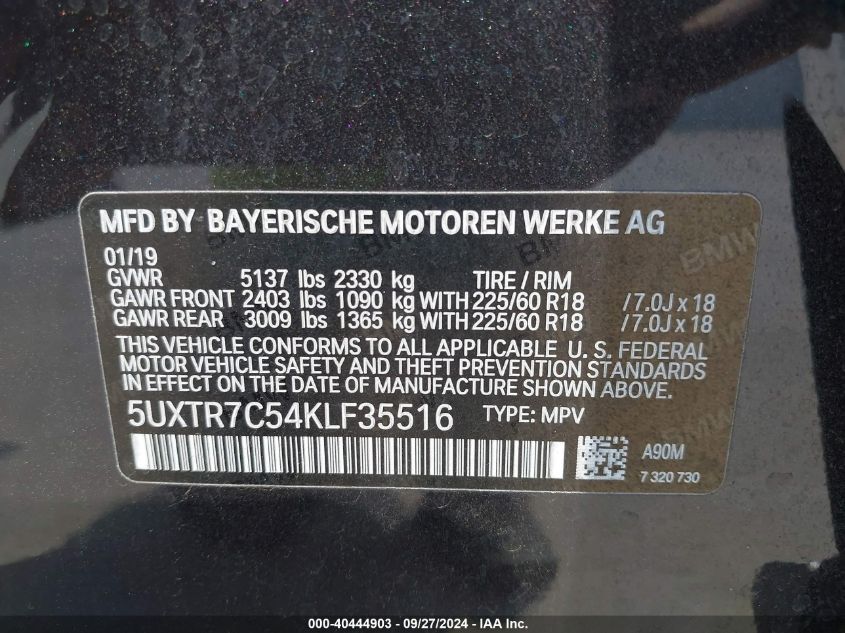 MFD BY BAYERISCHE MOTOREN WERKE AG
01/19
GVWR 5137 lbs 2330 kg TIRE / RIM
GAWR FRONT 2403 lbs 1090 kg WITH 225/60 R18 /7.0J x 18
GAWR REAR 3009 lbs 1365 kg WITH 225/60 R18 /7.0J x 18
THIS VEHICLE CONFORMS TO ALL APPLICABLE U. S. FEDERAL
MOTOR VEHICLE SAFETY AND THEFT PREVENTION STANDARDS
IN EFFECT ON THE DATE OF MANUFACTURE SHOWN ABOVE.
5UXTR7C54KLF35516 TYPE: MPV
A90M
7 320 730
BMW
000-40444903 / 09/27/2024 - © IAA, Inc.